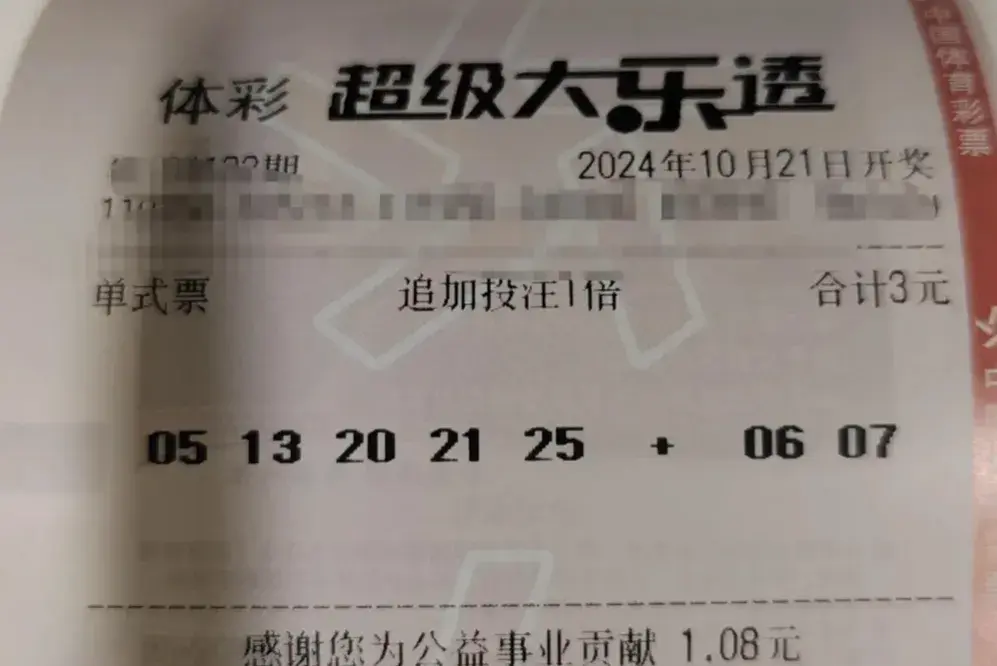 体彩 超级大乐透
期 2024年10月21日开奖
单式票 追加投注1倍 合计3元
05 13 20 21 25 + 06 07
感谢您为公益事业贡献 1.08元
中国体育彩票